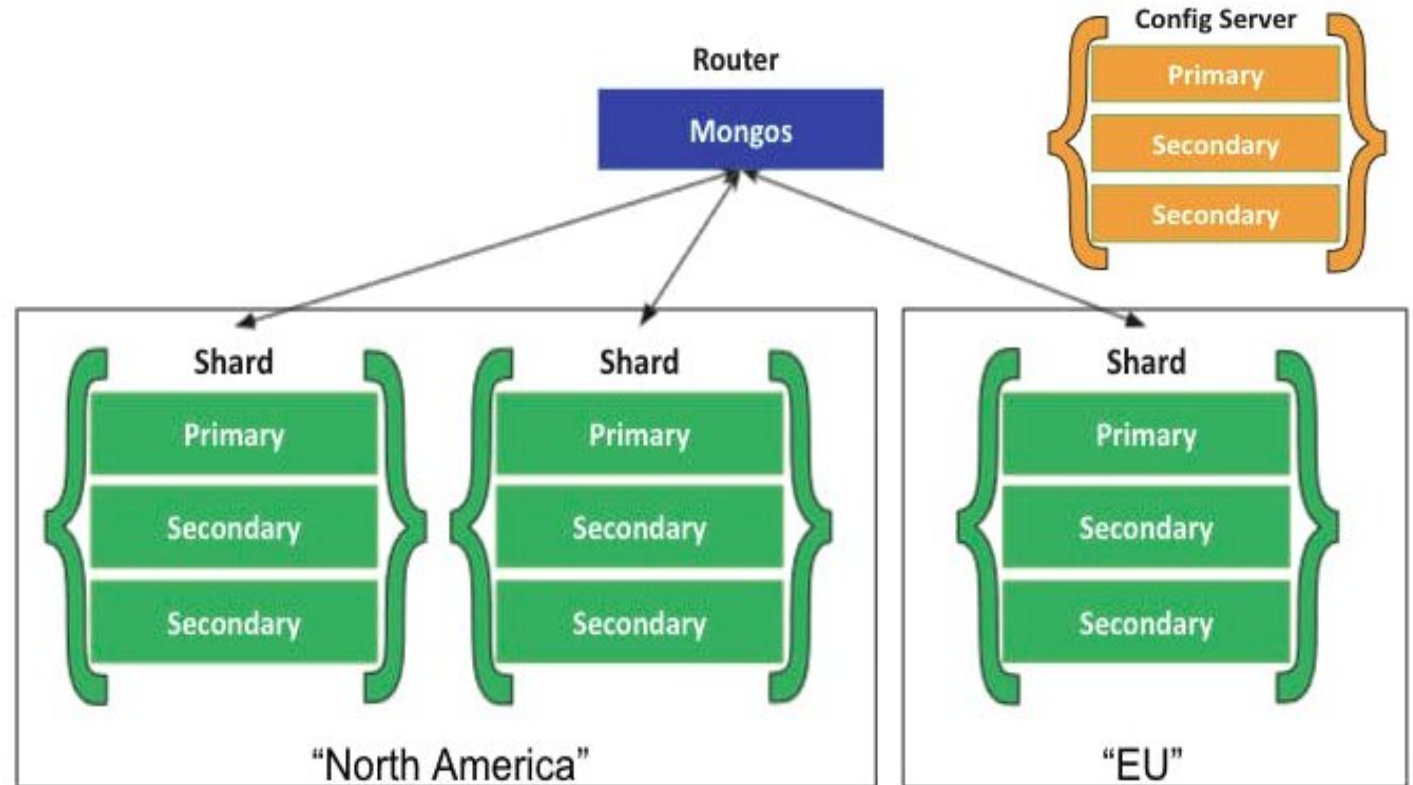 Config Server
Router
Primary
Mongos
Secondary
Secondary
Shard
Primary
Secondary
Secondary
Shard
Primary
Secondary
Secondary
“North America”
Shard
Primary
Secondary
Secondary
“EU”